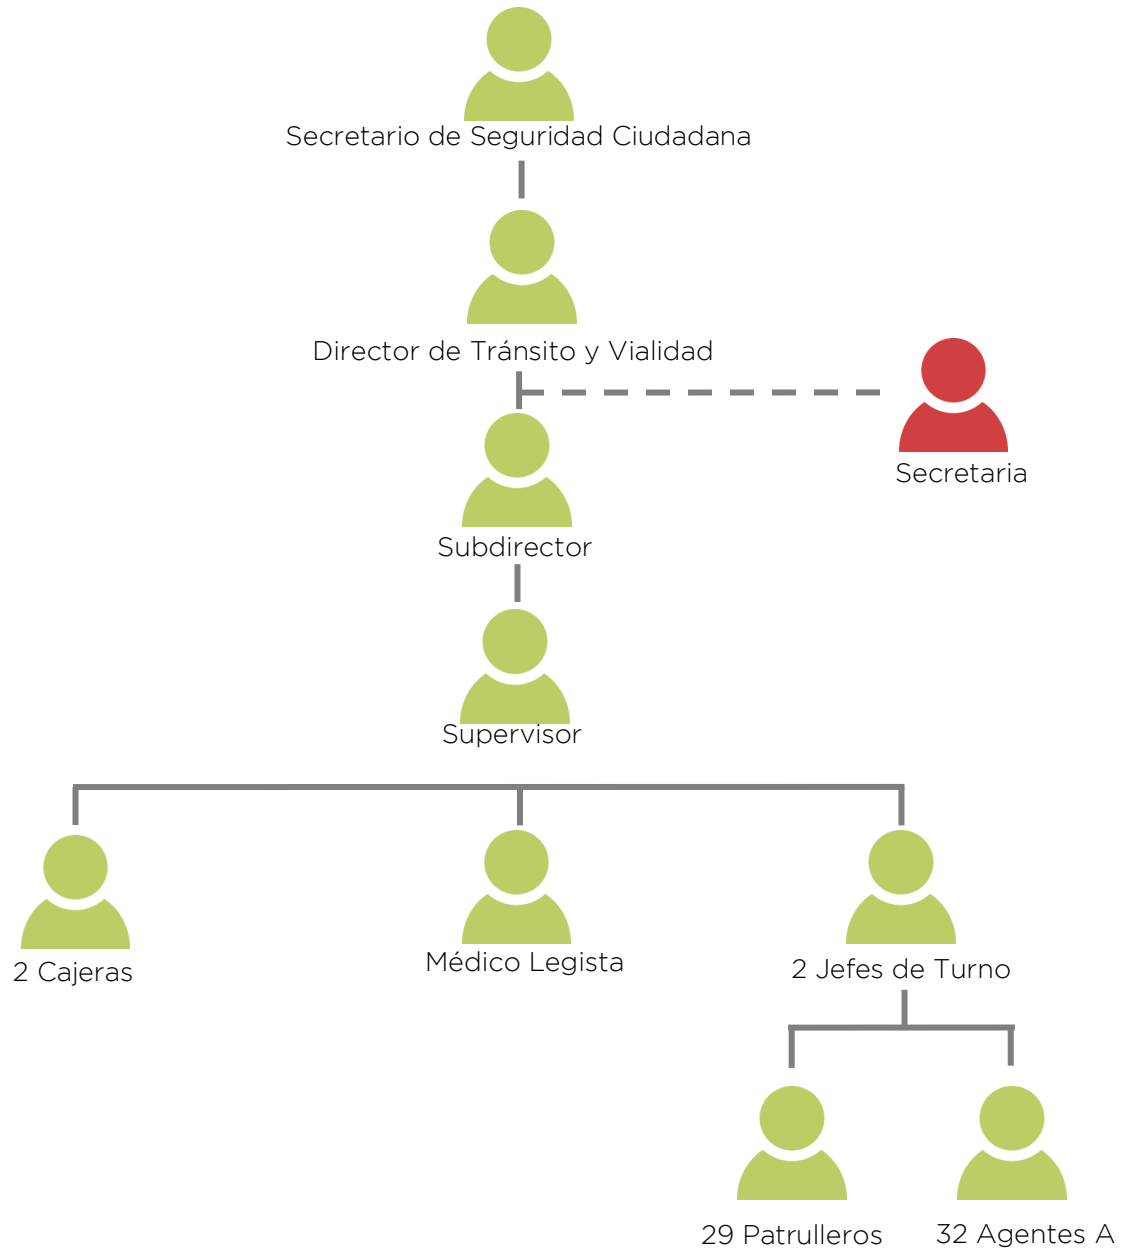 Secretario de Seguridad Ciudadana
Director de Tránsito y Vialidad
Secretaria
Subdirector
Supervisor
2 Cajeras
Médico Legista
2 Jefes de Turno
29 Patrulleros
32 Agentes A